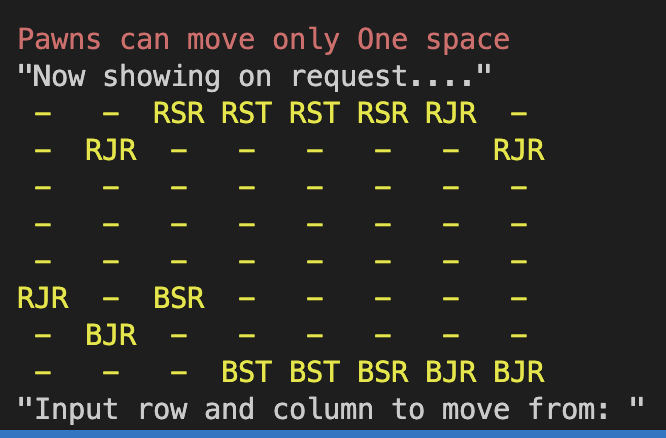 Pawns can move only One space
"Now showing on request...."
- - RSR RST RST RSR RJR -
- RJR - - - - - RJR
- - - - - - - -
- - - - - - - -
- - - - - - - -
RJR - BSR - - - - -
- BJR - - - - - -
- - - BST BST BSR BJR BJR
"Input row and column to move from: "